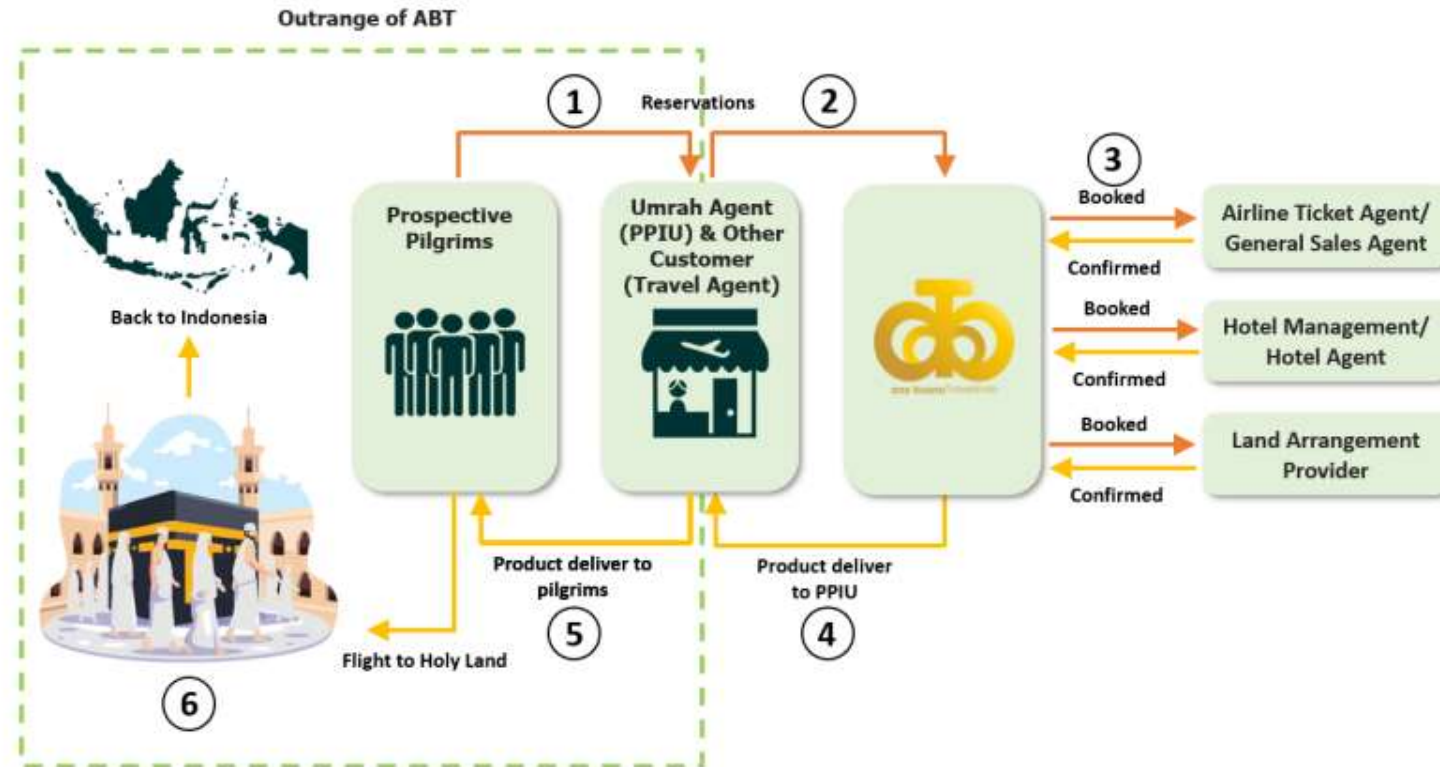 Outrange of ABT
1
Reservations
2
3
Prospective
Pilgrims
Umrah Agent
(PPIU) & Other
Customer
(Travel Agent)
Booked
Confirmed
Airline Ticket Agent/
General Sales Agent
Booked
Confirmed
Hotel Management/
Hotel Agent
Booked
Confirmed
Land Arrangement
Provider
Back to Indonesia
Product deliver to
pilgrims
5
Product deliver
to PPIU
4
Flight to Holy Land
6